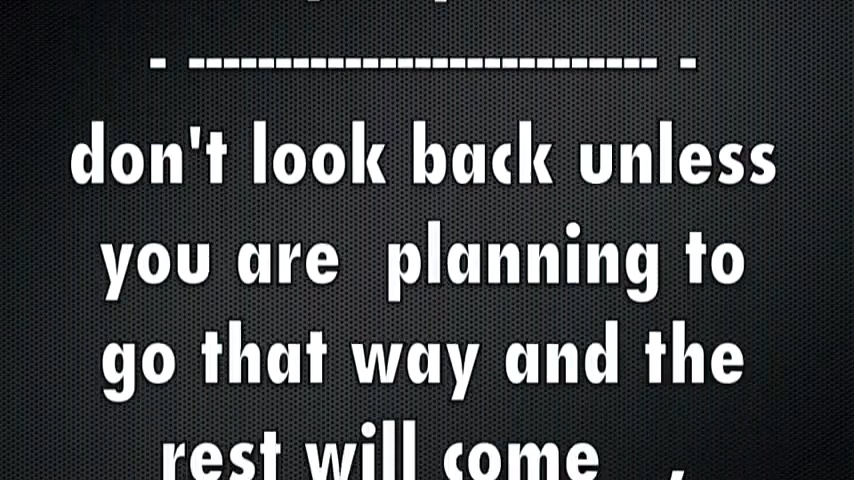 - --------------------------- -
don't look back unless
you are  planning to
go that way and the
rest will come   ,